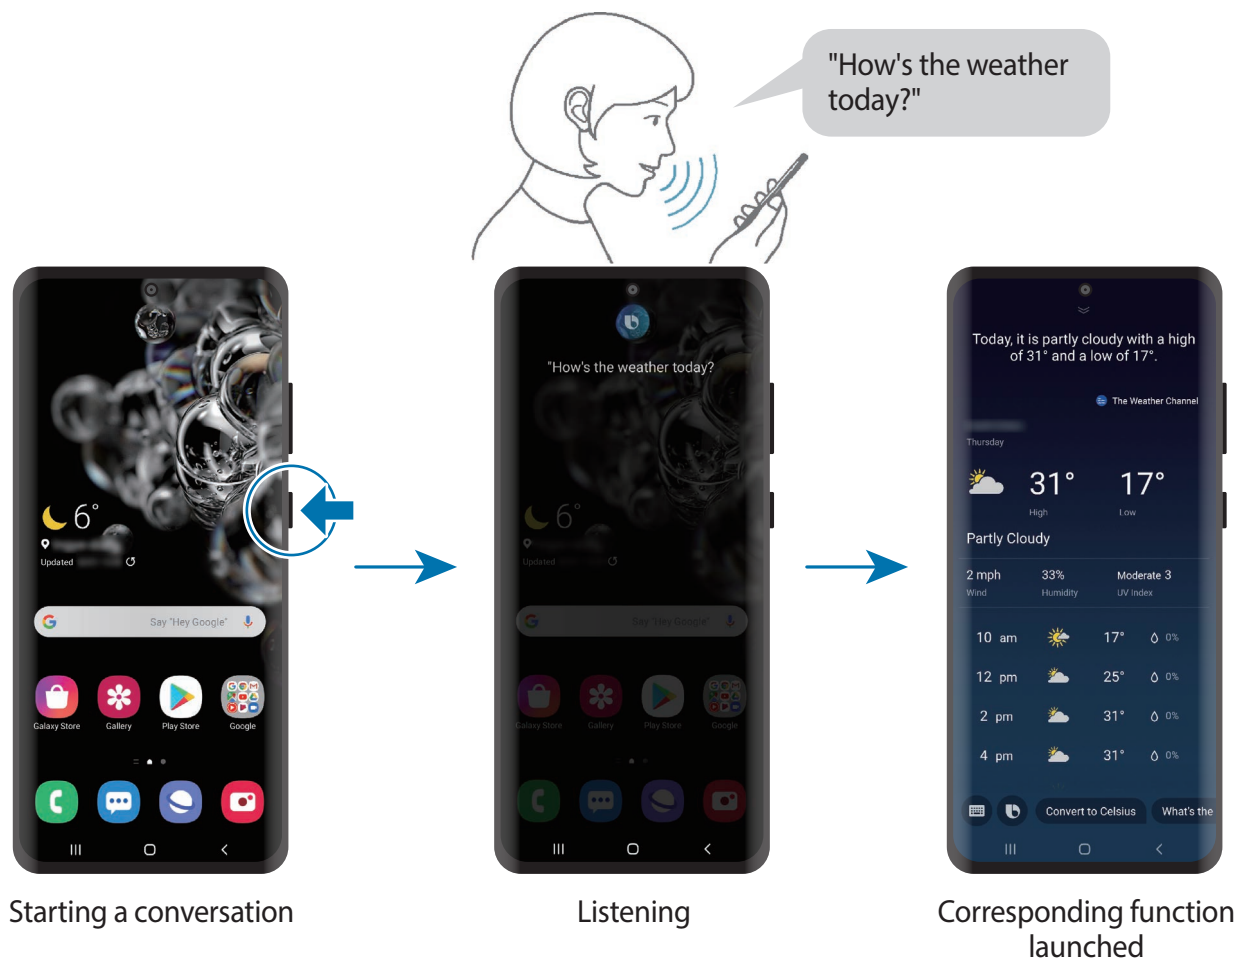 "How's the weather
today?"
6°
Updated
Say "Hey Google"
Galaxy Store
Gallery
Play Store
Google
Starting a conversation
"How's the weather today?
6°
Updated
Say "Hey Google"
Galaxy Store
Gallery
Play Store
Google
Listening
Today, it is partly cloudy with a high
of 31° and a low of 17°.
The Weather Channel
Thursday
31° 17°
High Low
Partly Cloudy
2 mph 33% Moderate 3
Wind Humidity UV Index
10 am 17° 0%
12 pm 25° 0%
2 pm 31° 0%
4 pm 31° 0%
Convert to Celsius What's the
Corresponding function
launched